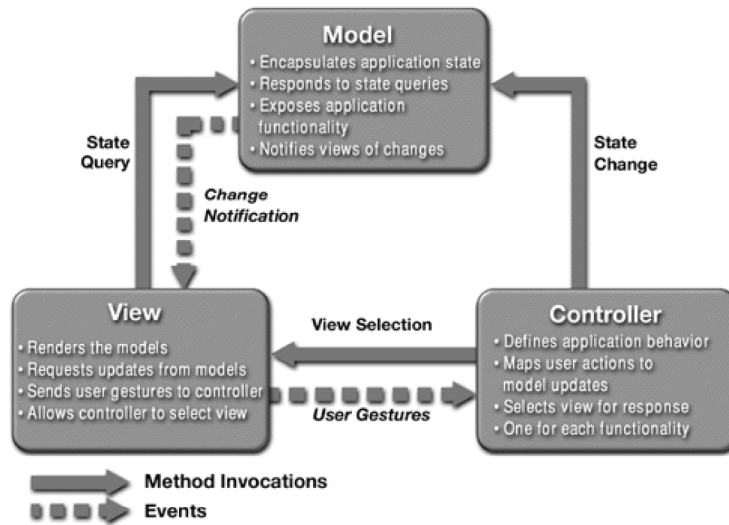 Model
• Encapsulates application state
• Responds to state queries
• Exposes application
functionality
• Notifies views of changes
State
Query
State
Change
Change
Notification
View
• Renders the models
• Requests updates from models
• Sends user gestures to controller
• Allows controller to select view
View Selection
User Gestures
Controller
• Defines application behavior
• Maps user actions to
model updates
• Selects view for response
• One for each functionality
Method Invocations
Events